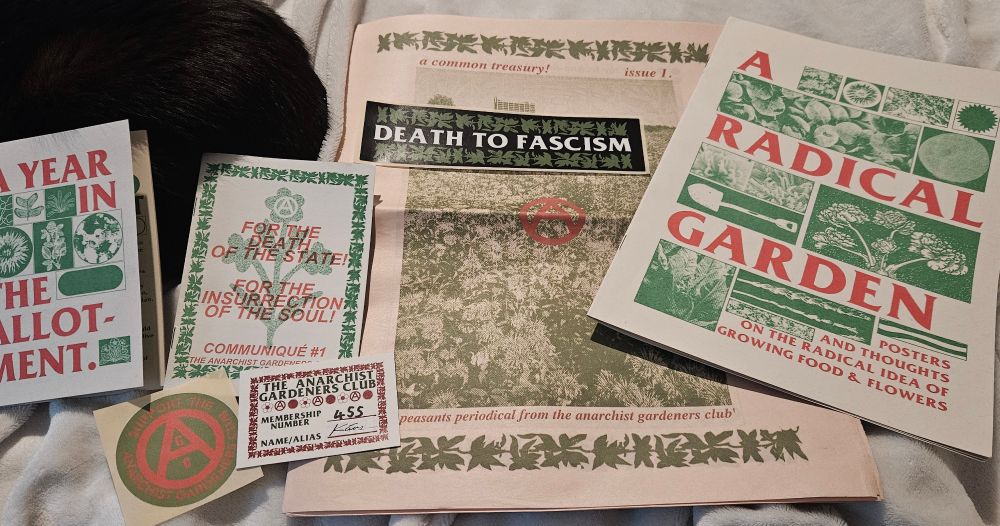 A YEAR
IN
THE
ALLOT-
MENT.
FOR THE
DEATH
OF THE STATE!
FOR THE
INSURRECTION
OF THE SOUL!
COMMUNIQUÉ #1
THE ANARCHIST GARDENERS
THE ANARCHIST
GARDENERS CLUB
MEMBERSHIP
NUMBER 455
NAME/ALIAS
ANARCHIST GARDENERS
a common treasury! issue 1.
DEATH TO FASCISM
peasants periodical from the anarchist gardeners club
A
RADICAL
GARDEN
POSTERS
AND THOUGHTS
ON THE RADICAL IDEA OF
GROWING FOOD & FLOWERS